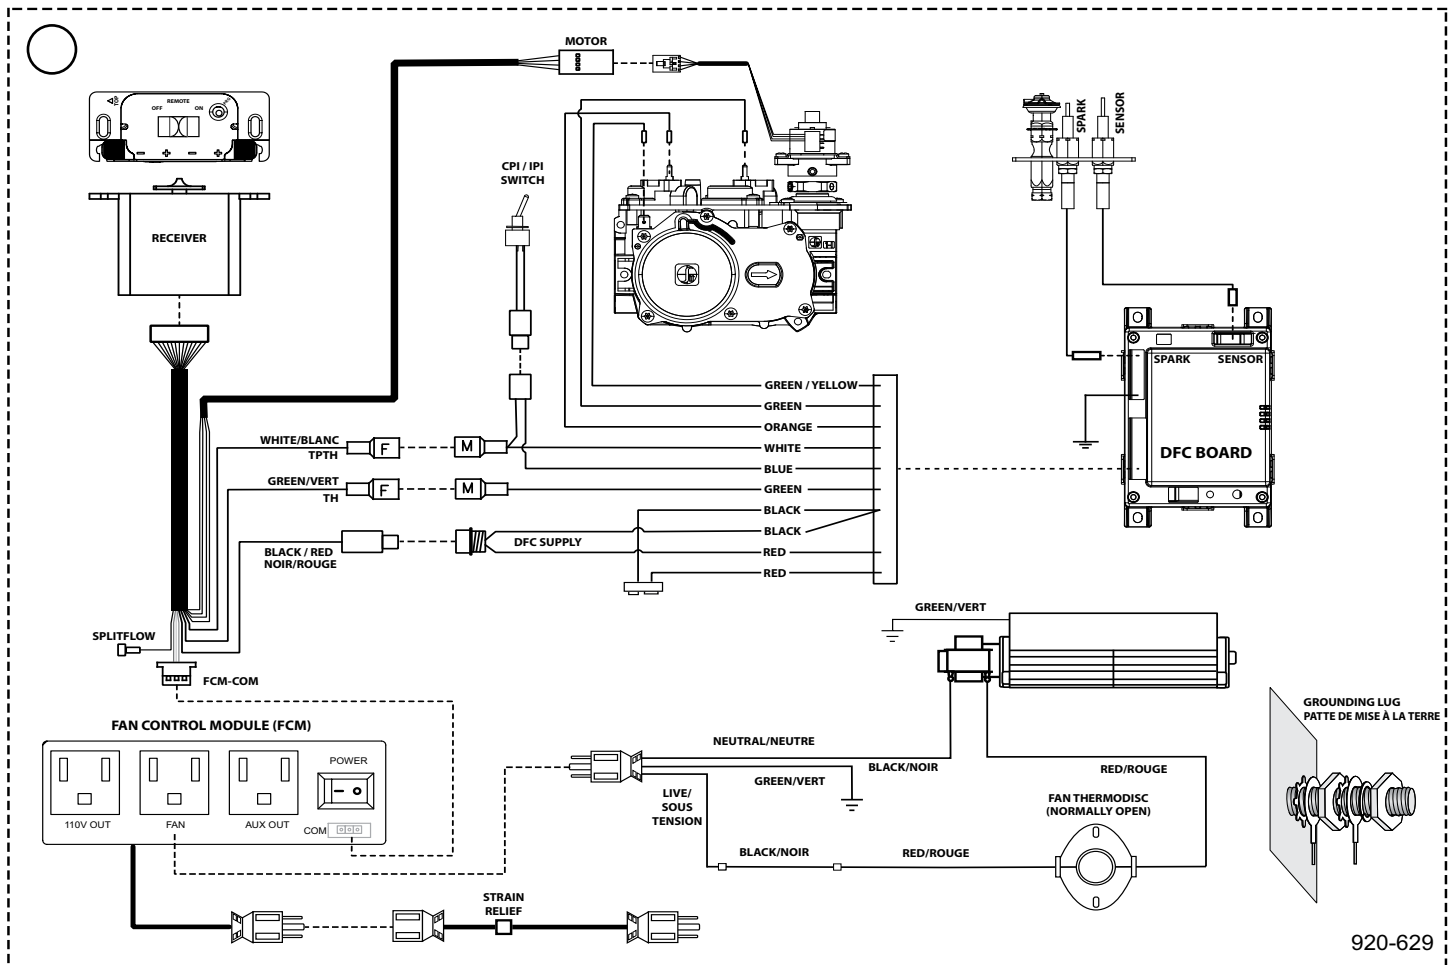 MOTOR
TOP
REMOTE
OFF
ON
CPI / IPI
SWITCH
SPARK
SENSOR
RECEIVER
SPARK
SENSOR
DFC BOARD
GREEN / YELLOW
GREEN
ORANGE
WHITE
BLUE
GREEN
BLACK
BLACK
RED
RED
WHITE/BLANC
TPTH
F
M
GREEN/VERT
TH
F
M
BLACK / RED
NOIR/ROUGE
DFC SUPPLY
SPLITFLOW
FCM-COM
GREEN/VERT
FAN CONTROL MODULE (FCM)
POWER
110V OUT
FAN
AUX OUT
COM
NEUTRAL/NEUTRE
BLACK/NOIR
GREEN/VERT
LIVE/
SOUS
TENSION
RED/ROUGE
FAN THERMODISC
(NORMALLY OPEN)
BLACK/NOIR
RED/ROUGE
GROUNDING LUG
PATTE DE MISE À LA TERRE
STRAIN
RELIEF
920-629